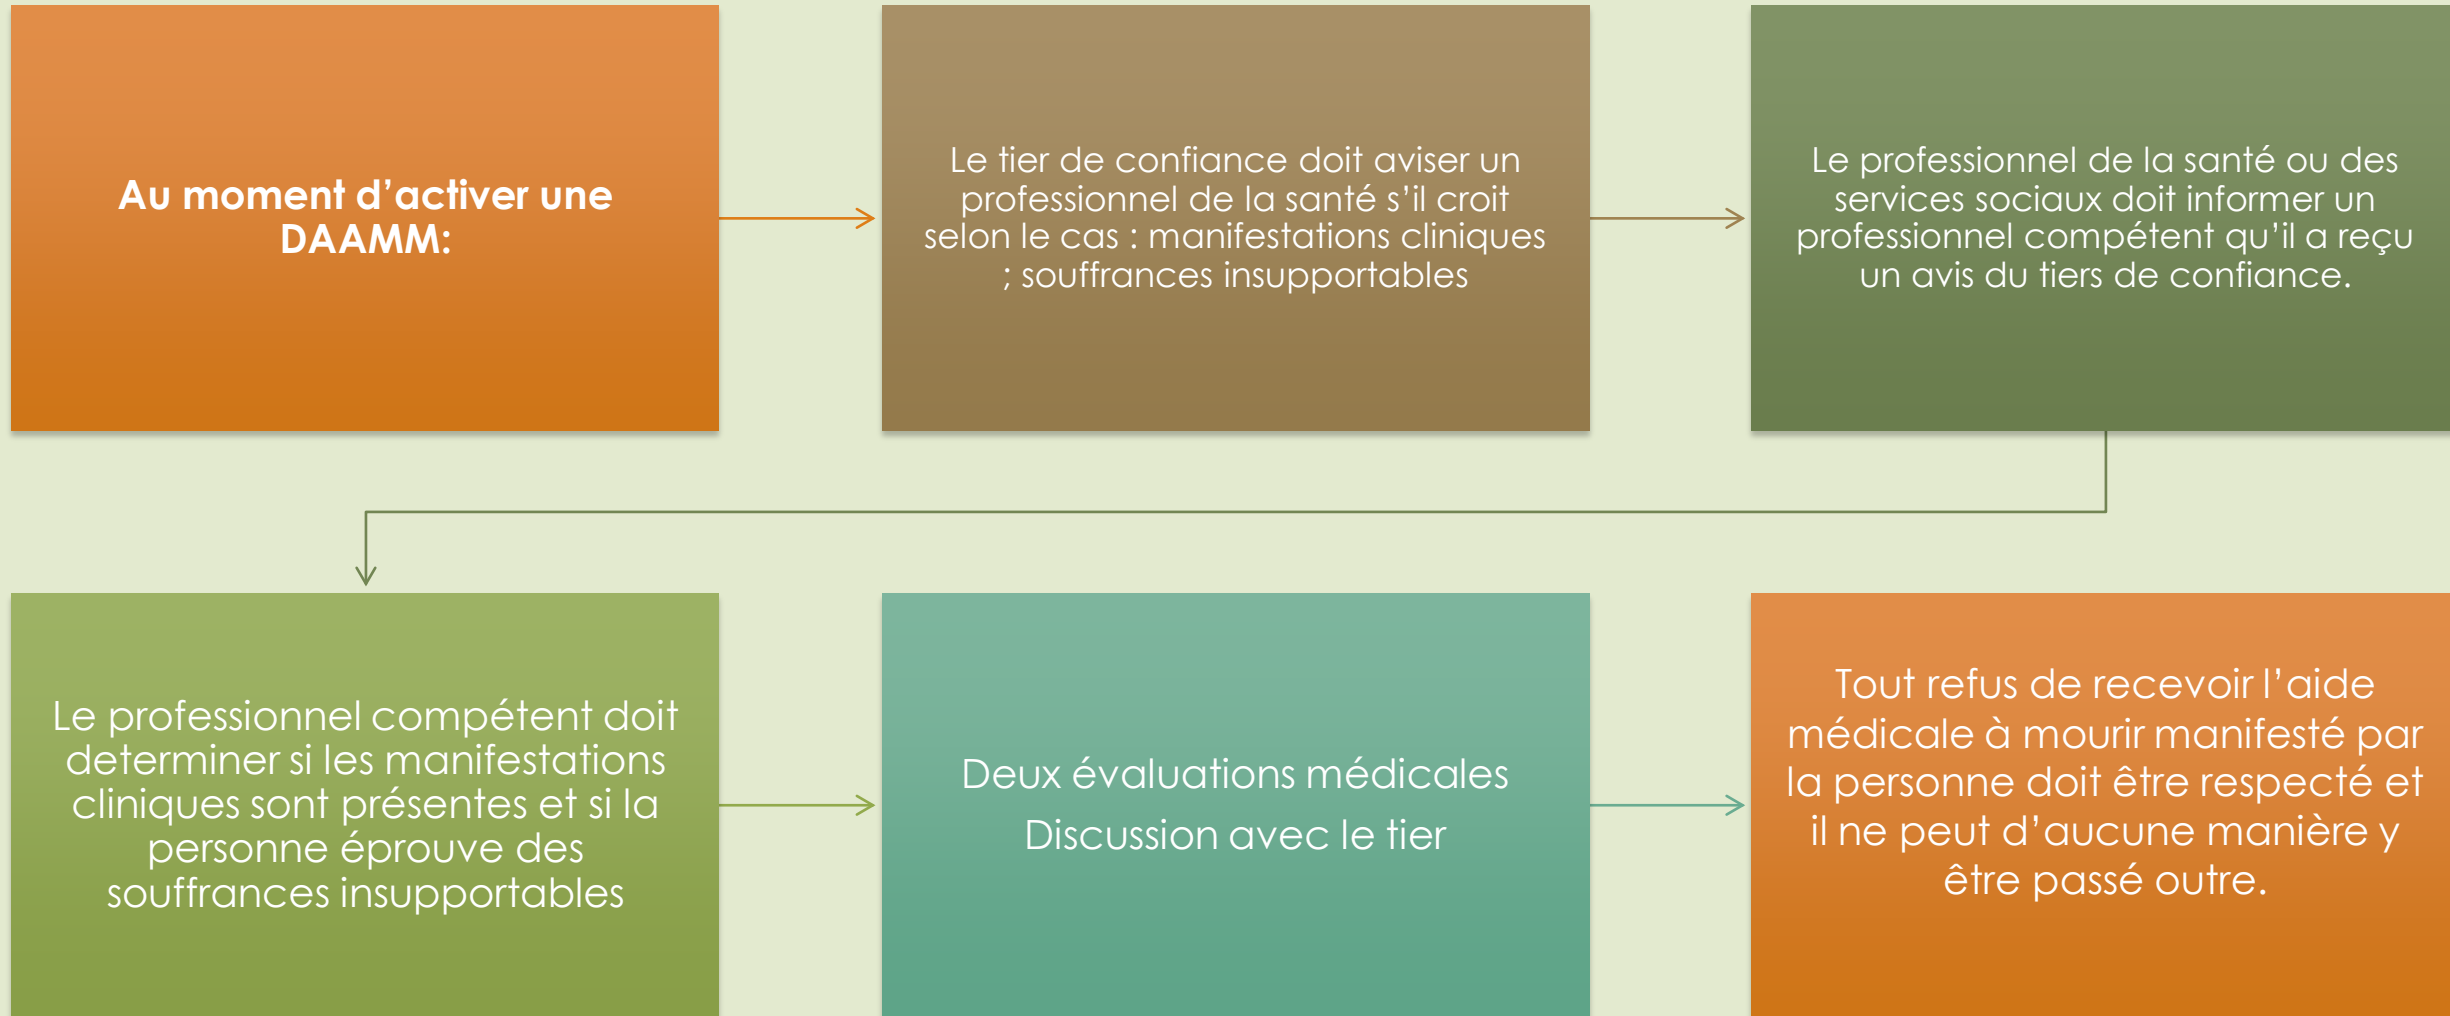 Au moment d’activer une
DAAMM:
Le tier de confiance doit aviser un
professionnel de la santé s’il croit
selon le cas : manifestations cliniques
; souffrances insupportables
Le professionnel de la santé ou des
services sociaux doit informer un
professionnel compétent qu’il a reçu
un avis du tiers de confiance.
Le professionnel compétent doit
determiner si les manifestations
cliniques sont présentes et si la
personne éprouve des
souffrances insupportables
Deux évaluations médicales
Discussion avec le tier
Tout refus de recevoir l’aide
médicale à mourir manifesté par
la personne doit être respecté et
il ne peut d’aucune manière y
être passé outre.